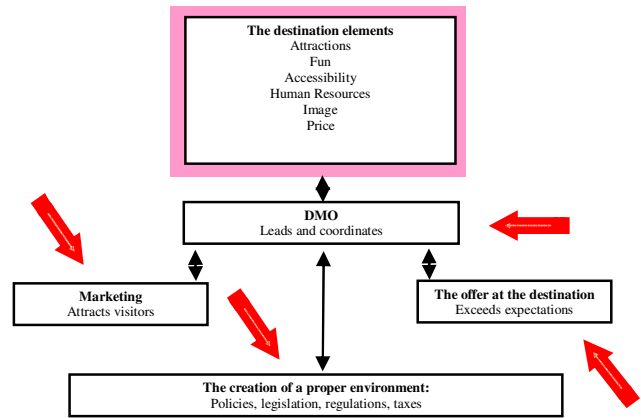 The destination elements
Attractions
Fun
Accessibility
Human Resources
Image
Price
DMO
Leads and coordinates
Marketing
Attracts visitors
The offer at the destination
Exceeds expectations
The creation of a proper environment:
Policies, legislation, regulations, taxes